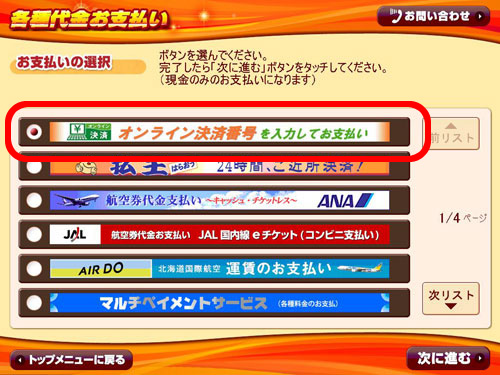 各種代金お支払い
お問い合わせ
お支払いの選択
ボタンを選んでください。
完了したら「次に進む」ボタンをタッチしてください。
（現金のみのお支払いになります）
オンライン
決済
オンライン決済番号を入力してお支払い
前リスト
払王 はらおう 24時間、ご近所決済！
航空券代金支払い ～キャッシュ・チケットレス～ ANA
JAL 航空券代金お支払い JAL国内線eチケット(コンビニ支払い)
1/4ページ
AIR DO 北海道国際航空 運賃のお支払い
マルチペイメントサービス （各種料金のお支払）
次リスト
トップメニューに戻る
次に進む